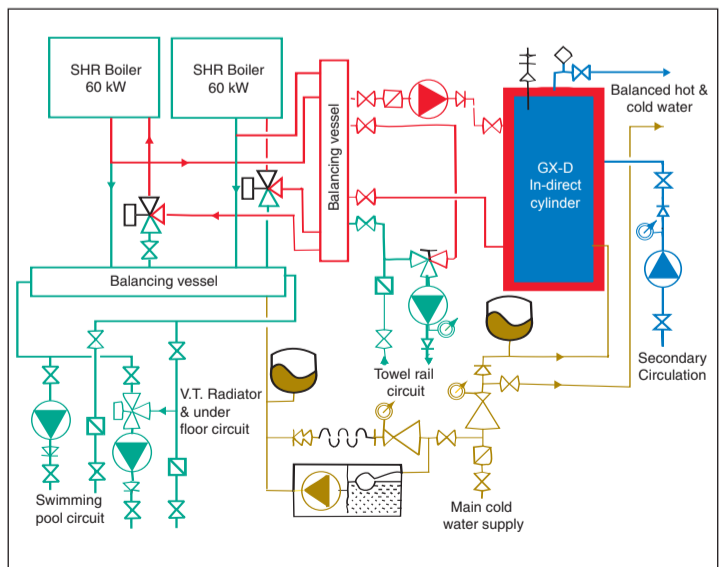 SHR Boiler
60 kW
SHR Boiler
60 kW
Balancing vessel
Balanced hot &
cold water
GX-D
In-direct
cylinder
Balancing vessel
Secondary
Circulation
Towel rail
circuit
V.T. Radiator
& under
floor circuit
Swimming
pool circuit
Main cold
water supply